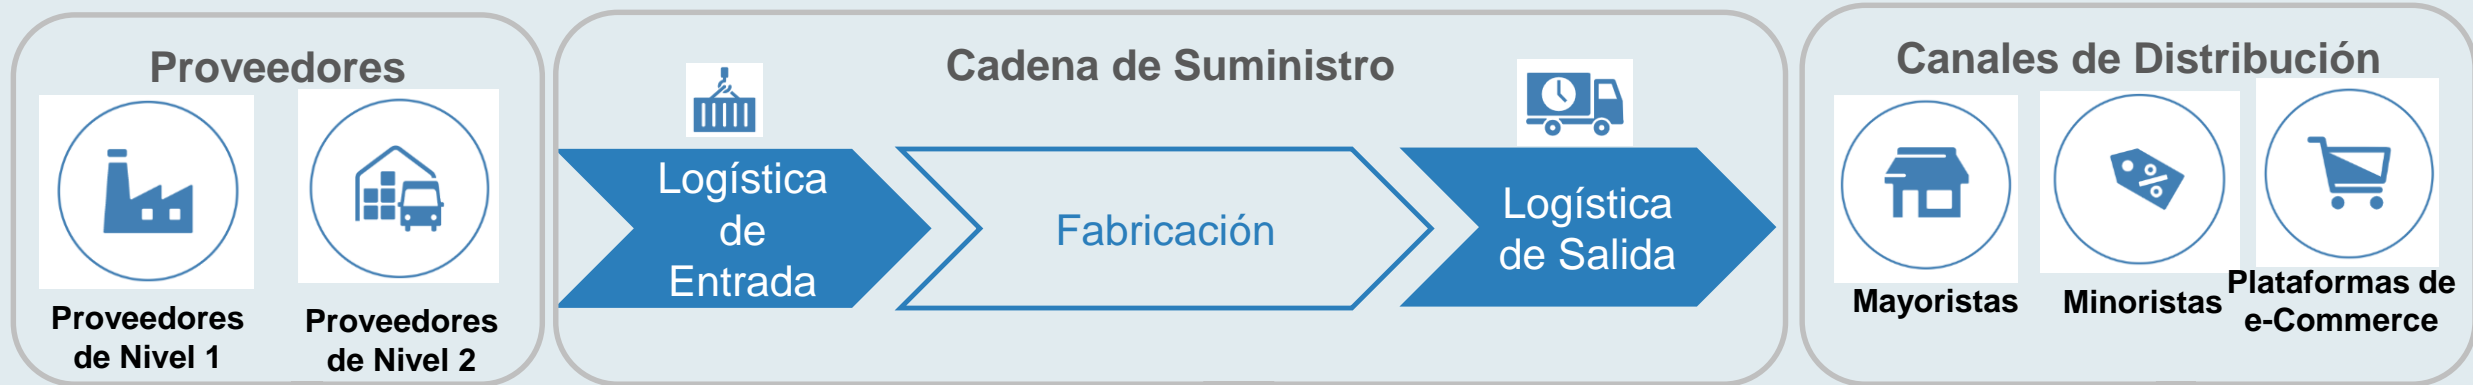 Proveedores
Proveedores
de Nivel 1
Proveedores
de Nivel 2
Cadena de Suministro
Logística
de
Entrada
Fabricación
Logística
de Salida
Canales de Distribución
Mayoristas
Minoristas
Plataformas de
e-Commerce